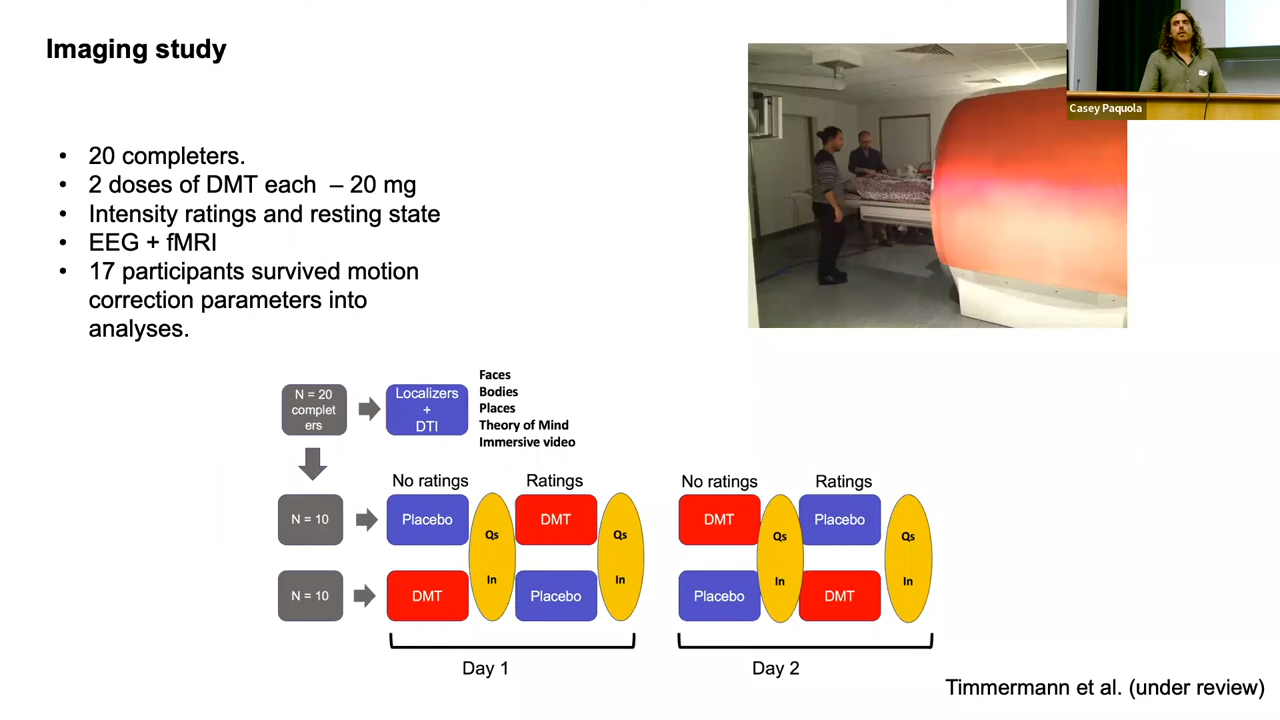 Imaging study
Casey Paquola
• 20 completers.
• 2 doses of DMT each – 20 mg
• Intensity ratings and resting state
• EEG + fMRI
• 17 participants survived motion
correction parameters into
analyses.
N = 20
complet
ers
Localizers
+
DTI
Faces
Bodies
Places
Theory of Mind
Immersive video
No ratings
Ratings
No ratings
Ratings
N = 10
Placebo
Qs
DMT
Qs
DMT
Qs
Placebo
Qs
N = 10
DMT
In
Placebo
In
Placebo
In
DMT
In
Day 1
Day 2
Timmermann et al. (under review)